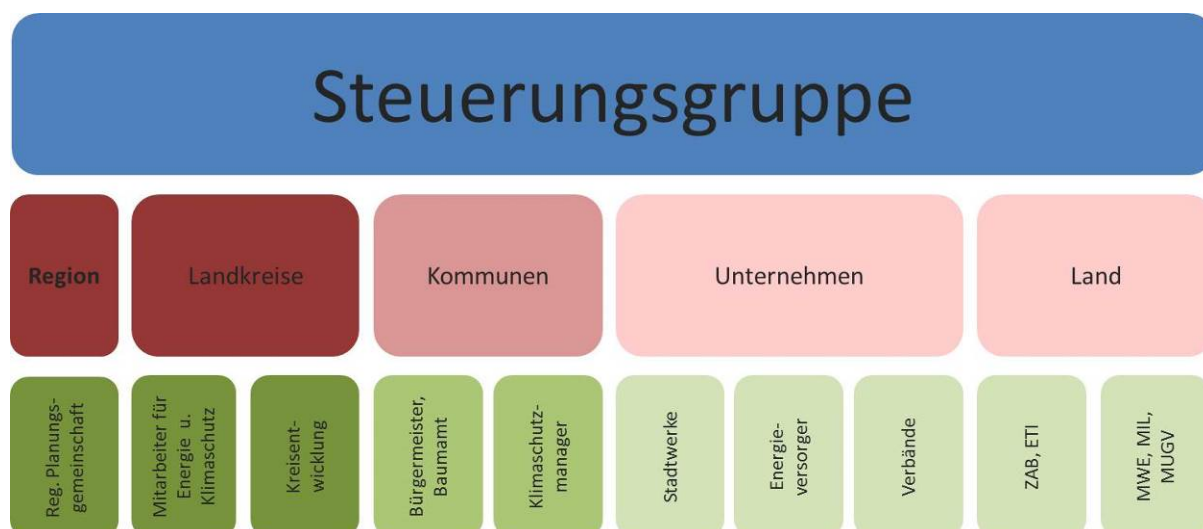 Steuerungsgruppe
Region
Landkreise
Kommunen
Unternehmen
Land
Reg. Planungs-
gemeinschaft
Mitarbeiter für
Energie u.
Klimaschutz
Kreisent-
wicklung
Bürgermeister,
Baumamt
Klimaschutz-
manager
Stadtwerke
Energie-
versorger
Verbände
ZAB, ETI
MWE, MIL,
MUGV